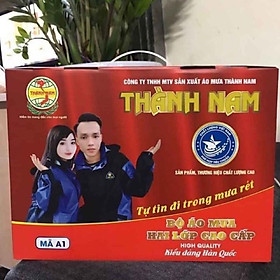 CÔNG TY TNHH MTV SẢN XUẤT ÁO MƯA THÀNH NAM
THÀNH NAM
THÀNH NAM
SẢN PHẨM, THƯƠNG HIỆU CHẤT LƯỢNG CAO
Tự tin đi trong mưa rét
BỘ ÁO MƯA
HAI LỚP CAO CẤP
HIGH QUALITY
Kiểu dáng Hàn Quốc
MÃ A1